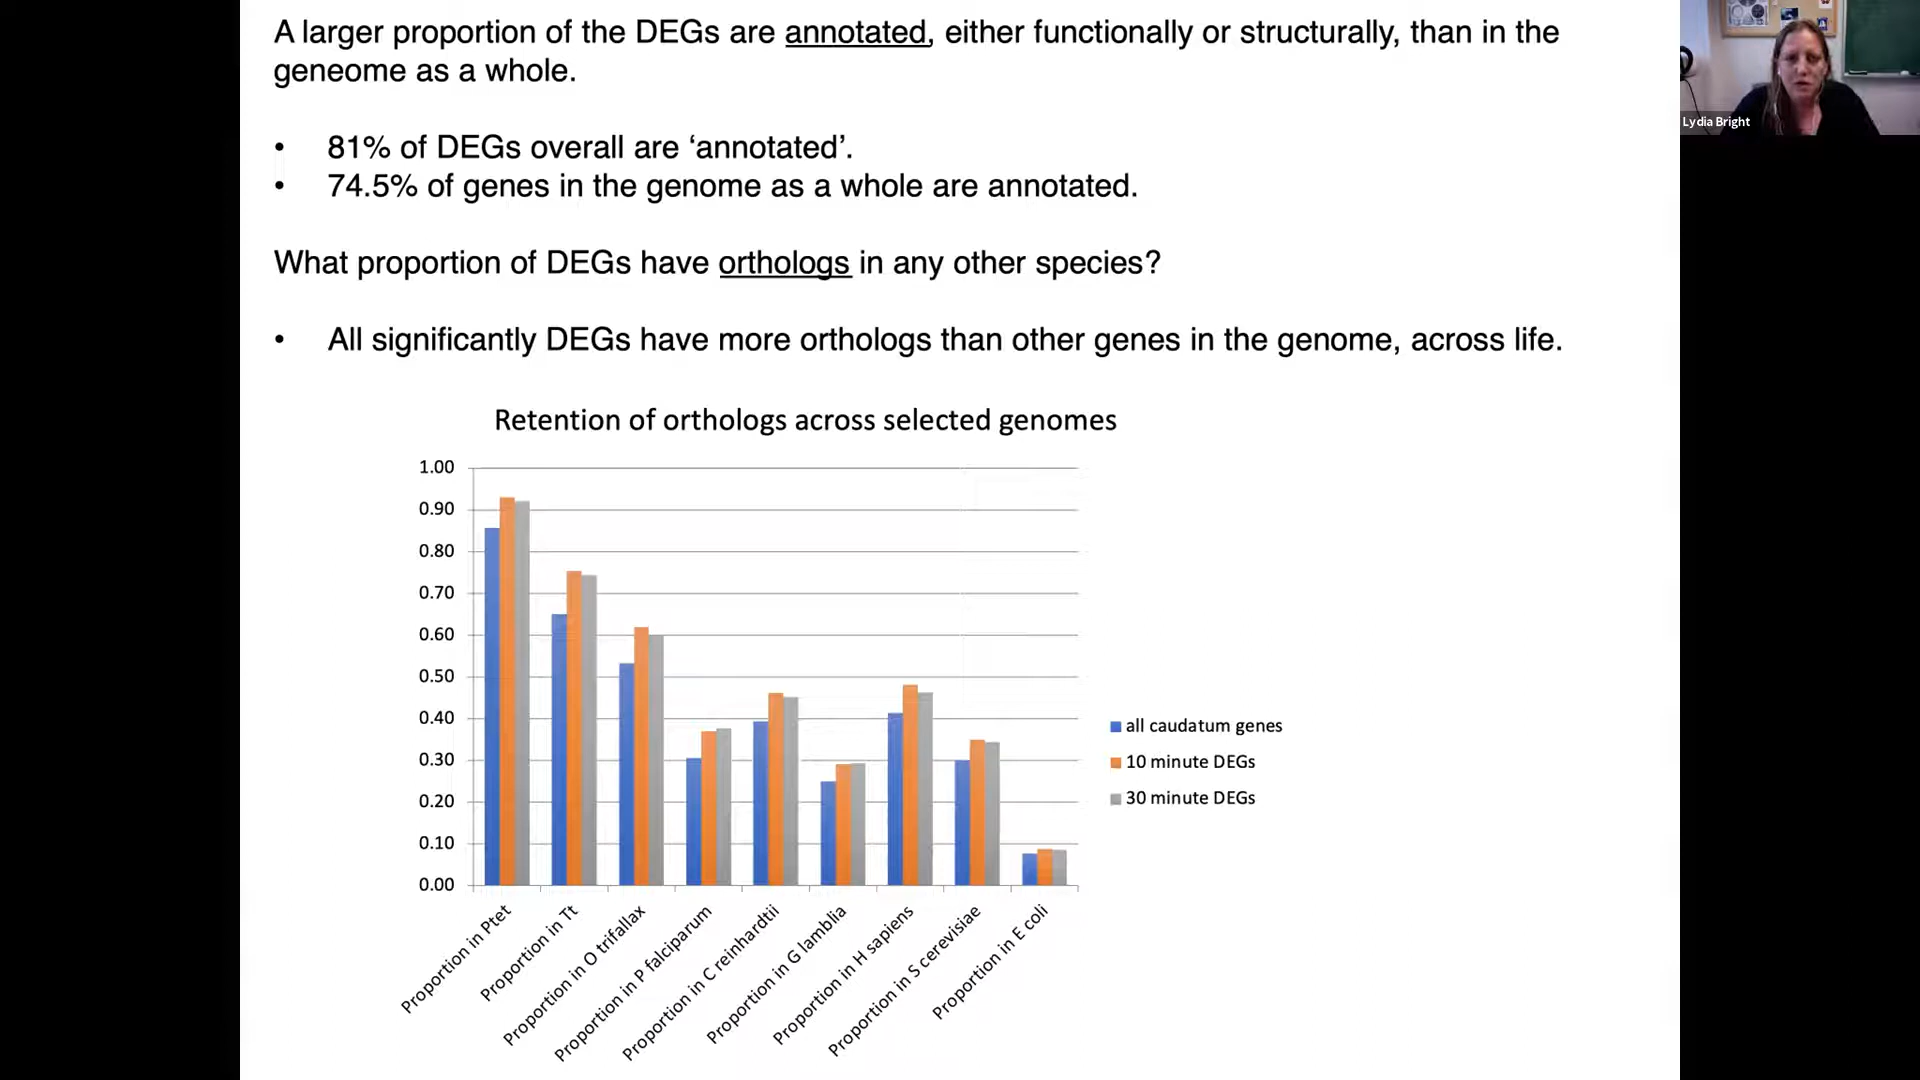 A larger proportion of the DEGs are annotated, either functionally or structurally, than in the
geneome as a whole.
• 81% of DEGs overall are ‘annotated’.
• 74.5% of genes in the genome as a whole are annotated.
What proportion of DEGs have orthologs in any other species?
• All significantly DEGs have more orthologs than other genes in the genome, across life.
Retention of orthologs across selected genomes
1.00
0.90
0.80
0.70
0.60
0.50
0.40
0.30
0.20
0.10
0.00
Proportion in Ptet
Proportion in Tt
Proportion in O trifallax
Proportion in P falciparum
Proportion in C reinhardtii
Proportion in G lamblia
Proportion in H sapiens
Proportion in S cerevisiae
Proportion in E coli
all caudatum genes
10 minute DEGs
30 minute DEGs
Lydia Bright